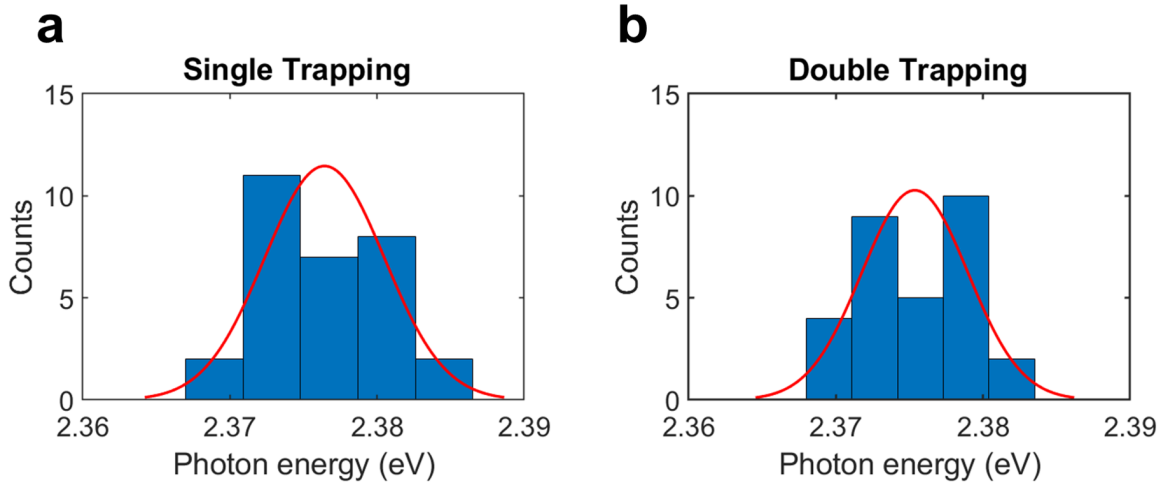 a
b
Single Trapping
Double Trapping
15
10
5
0
Counts
2.36
2.37
2.38
2.39
Photon energy (eV)
15
10
5
0
Counts
2.36
2.37
2.38
2.39
Photon energy (eV)